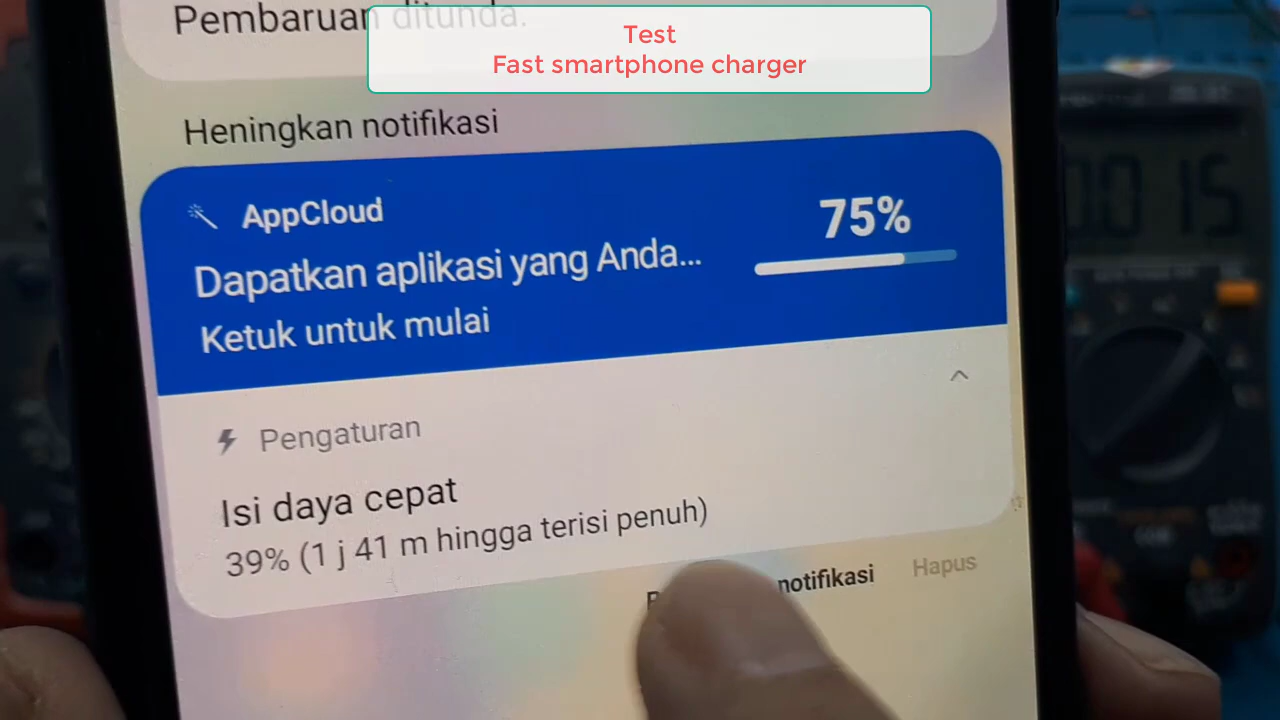 Pembaruan ditunda.
Test
Fast smartphone charger
Heningkan notifikasi
AppCloud
75%
Dapatkan aplikasi yang Anda...
Ketuk untuk mulai
Pengaturan
Isi daya cepat
39% (1 j 41 m hingga terisi penuh)
notifikasi
Hapus